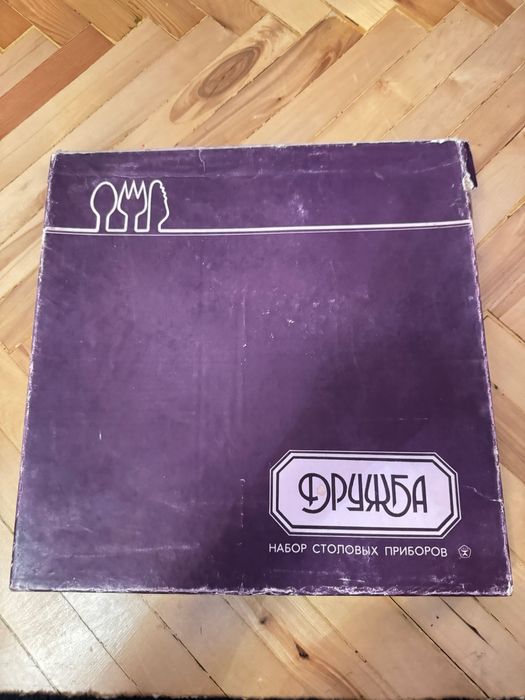 ДРУЖБА
НАБОР СТОЛОВЫХ ПРИБОРОВ